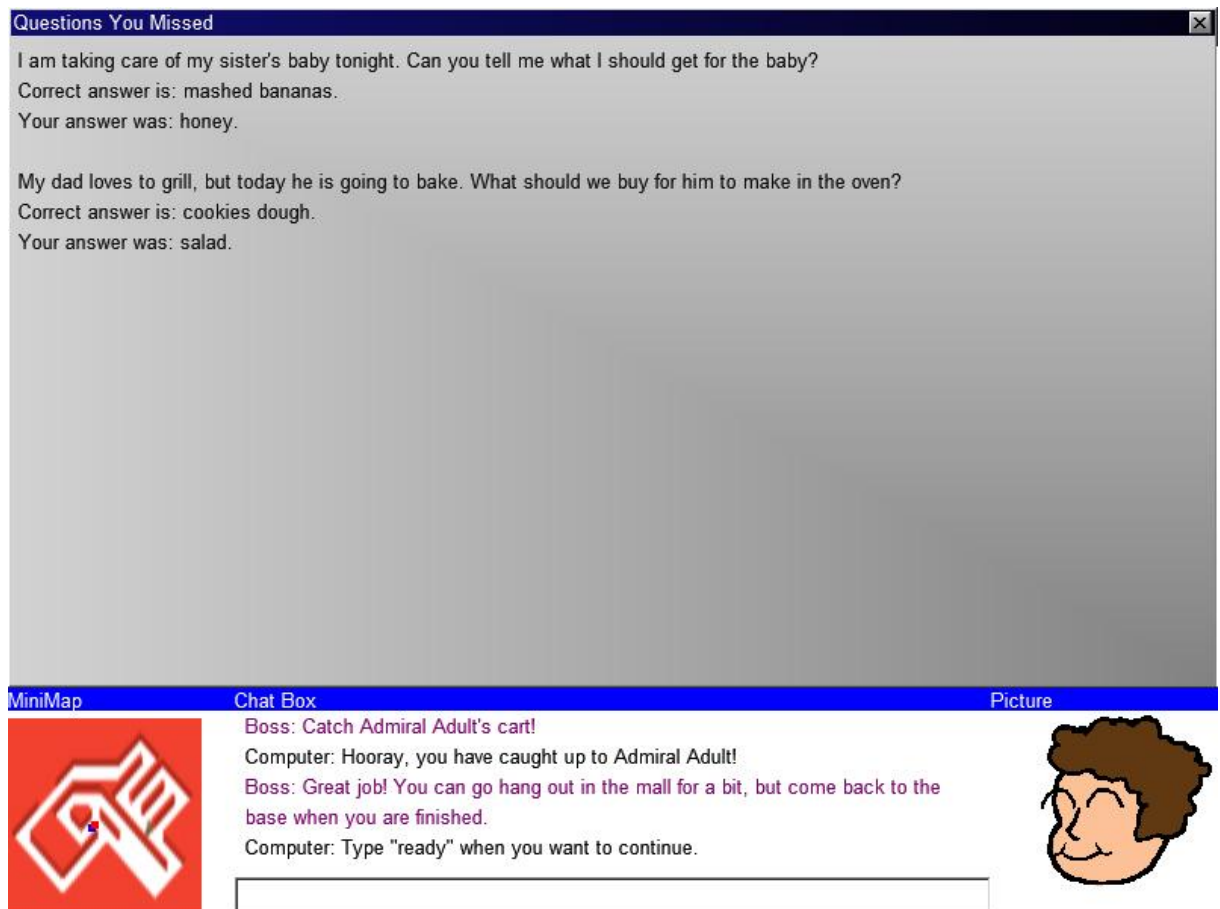 Questions You Missed
I am taking care of my sister's baby tonight. Can you tell me what I should get for the baby?
Correct answer is: mashed bananas.
Your answer was: honey.
My dad loves to grill, but today he is going to bake. What should we buy for him to make in the oven?
Correct answer is: cookies dough.
Your answer was: salad.
MiniMap
Chat Box
Picture
Boss: Catch Admiral Adult's cart!
Computer: Hooray, you have caught up to Admiral Adult!
Boss: Great job! You can go hang out in the mall for a bit, but come back to the
base when you are finished.
Computer: Type "ready" when you want to continue.